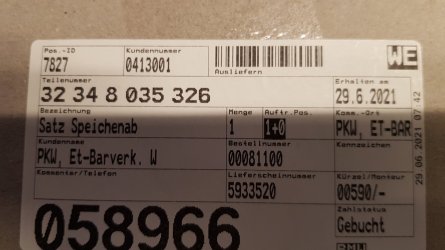 Pos.-ID Kundennummer WE
7827 0413001 Ausliefern
Teilenummer Erhalten am
32 34 8 035 326 29.6.2021
Bezeichnung Menge Auftr.Pos. Komm.-Ort
Satz Speichenab 1 1+0 PKW, ET-BAR
Kundenname Bestellnummer Kennzeichen
PKW, Et-Barverk. W 00081100
Kommentar/Telefon Lieferscheinnummer Kürzel/Monteur
5933520 00590/-
Zahlstatus
058966 Gebucht
BMW
29 06 2021 07 42